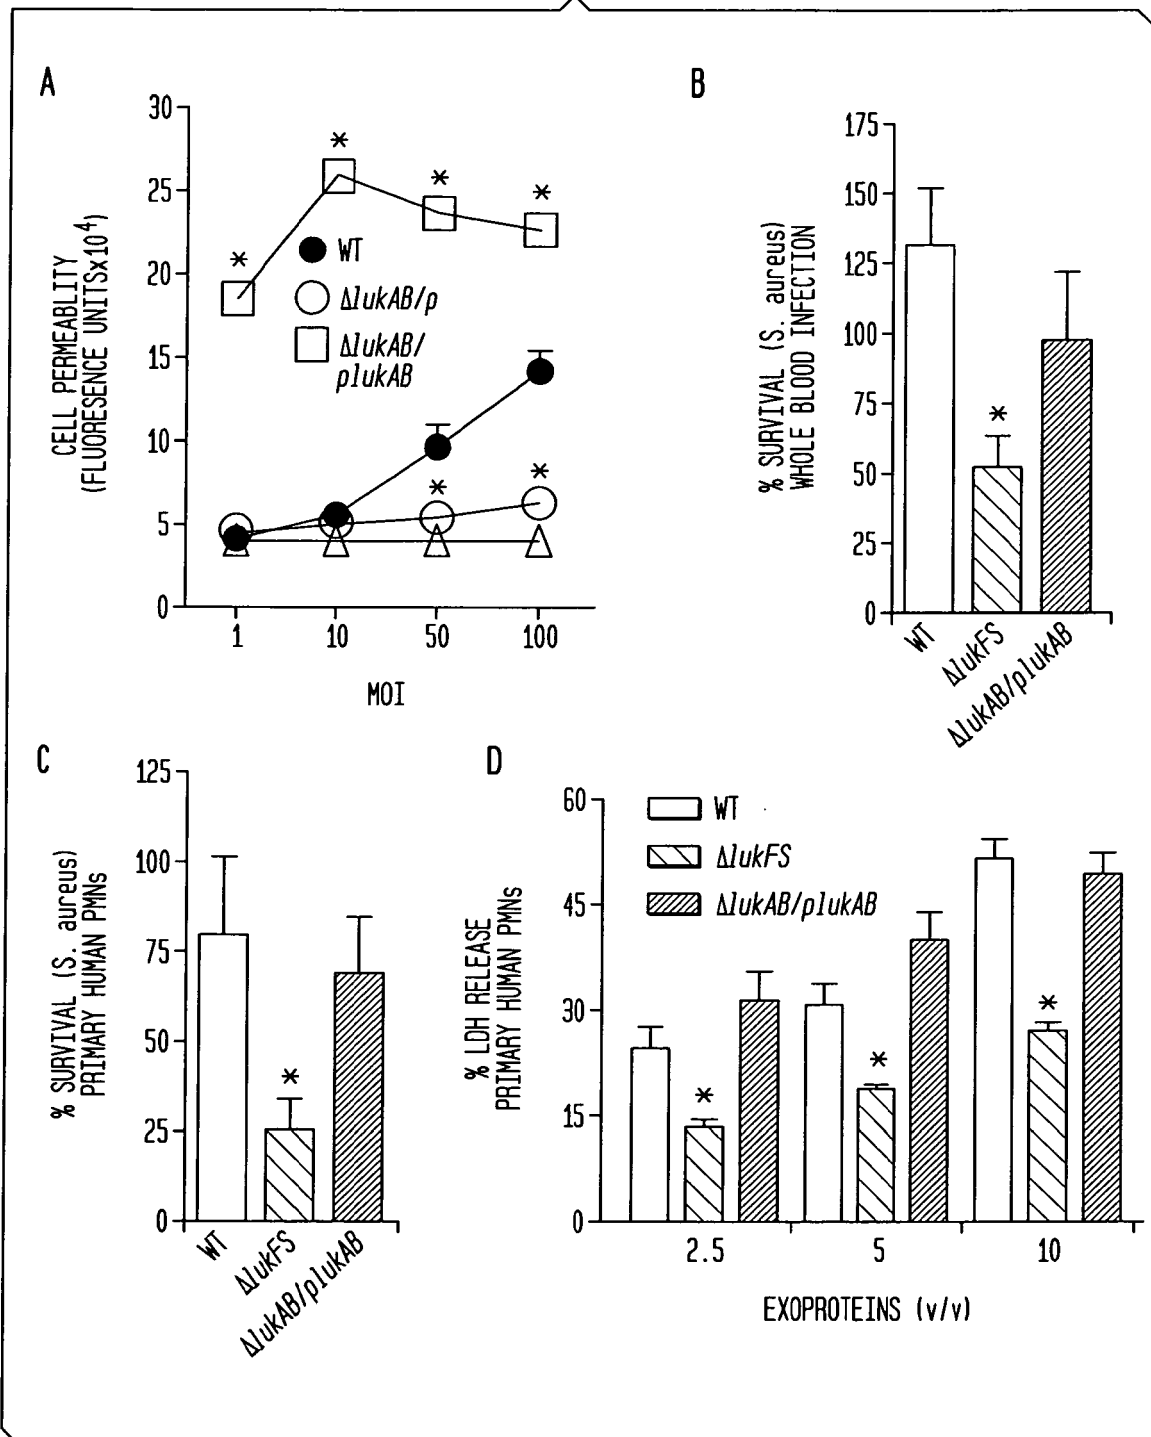 A
CELL PERMEABLITY
(FLUORESENCE UNITSx10⁴)
30
25
20
15
10
5
0
*
*
*
*
WT
ΔlukAB/p
ΔlukAB/
plukAB
*
*
1 10 50 100
MOI
B
% SURVIVAL (S. aureus)
WHOLE BLOOD INFECTION
175
150
125
100
75
50
25
0
*
WT
ΔlukFS
ΔlukAB/plukAB
C
% SURVIVAL (S. aureus)
PRIMARY HUMAN PMNs
125
100
75
50
25
0
*
WT
ΔlukFS
ΔlukAB/plukAB
D
% LDH RELEASE
PRIMARY HUMAN PMNs
60
45
30
15
0
WT
ΔlukFS
ΔlukAB/plukAB
*
*
*
2.5 5 10
EXOPROTEINS (v/v)